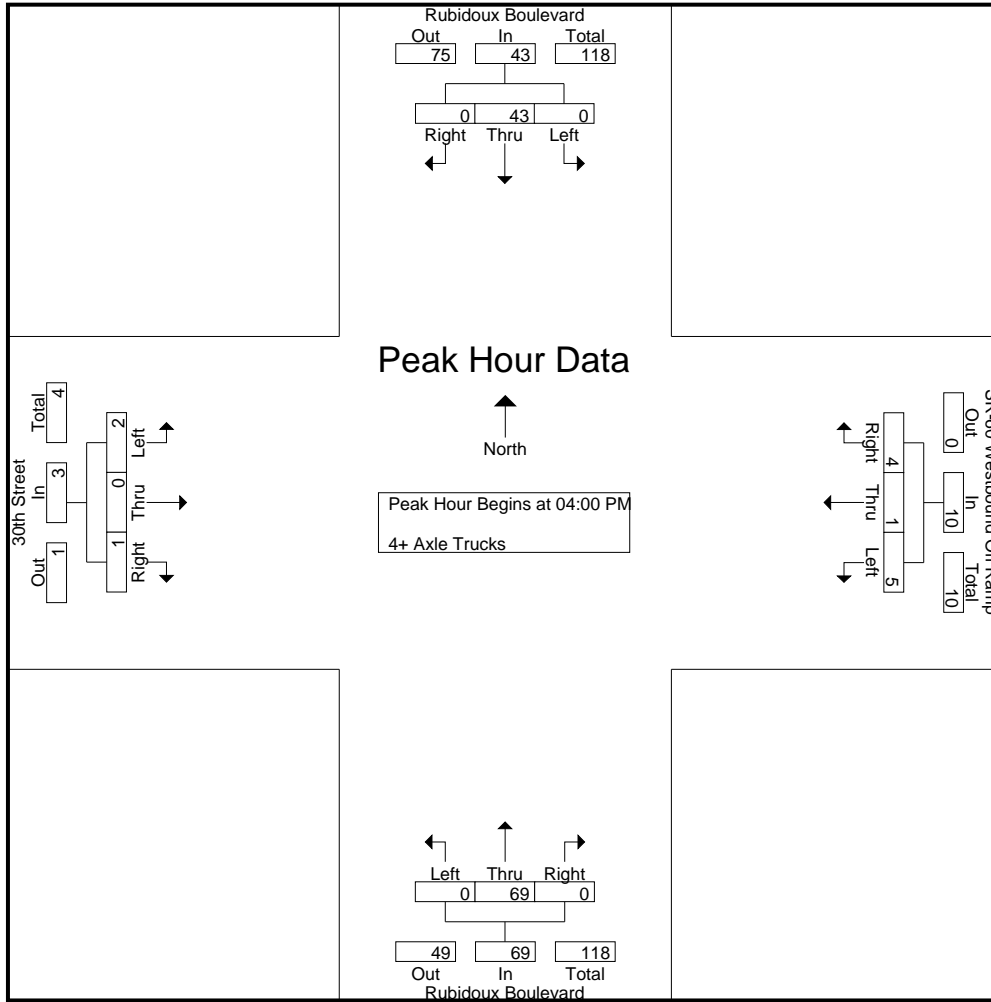 Rubidoux Boulevard
Out In Total
75 43 118
0 43 0
Right Thru Left
Peak Hour Data
North
Peak Hour Begins at 04:00 PM
4+ Axle Trucks
30th Street
Total In Out
4 3 1
2 0 1
Left Thru Right
Westbound Ramp
Out In Total
0 10 10
4 1 5
Right Thru Left
Left Thru Right
0 69 0
49 69 118
Out In Total
Rubidoux Boulevard